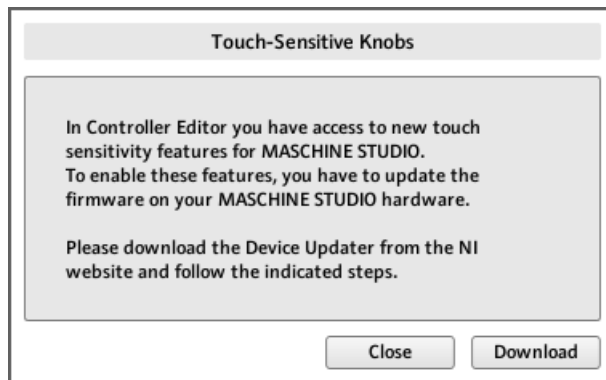 Touch-Sensitive Knobs
In Controller Editor you have access to new touch
sensitivity features for MASCHINE STUDIO.
To enable these features, you have to update the
firmware on your MASCHINE STUDIO hardware.
Please download the Device Updater from the NI
website and follow the indicated steps.
Close Download